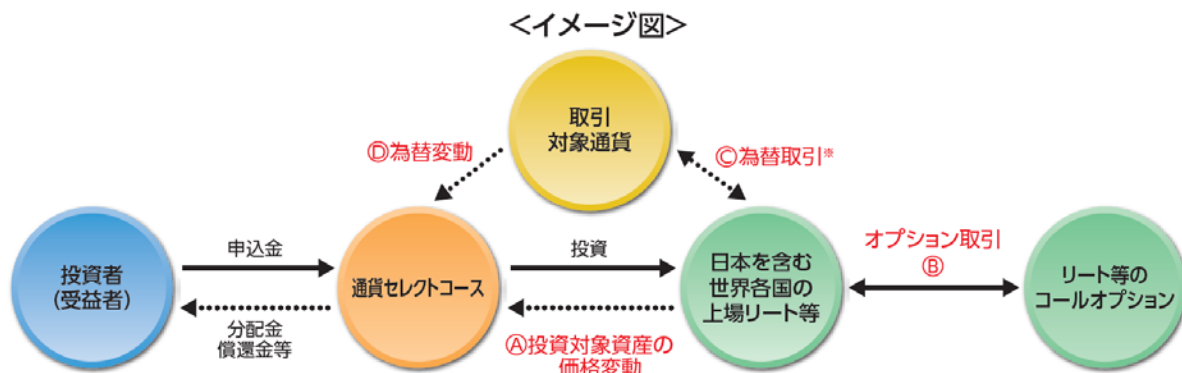 ＜イメージ図＞
取引
対象通貨
Ⓓ為替変動
Ⓒ為替取引※
投資者
(受益者)
申込金
分配金
償還金等
通貨セレクトコース
投資
Ⓐ投資対象資産の
価格変動
日本を含む
世界各国の
上場リート等
オプション取引
Ⓑ
リート等の
コールオプション